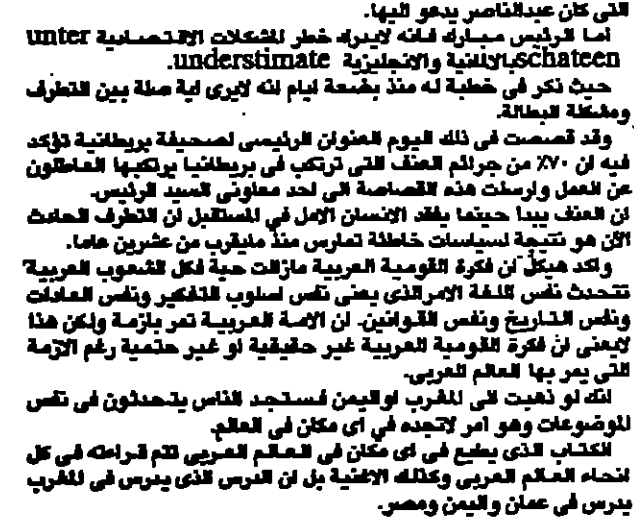 التى كان عبدالناصر يدعو اليها.
اما الرئيس مبارك فانه لايدرك خطر المشكلات الاقتصادية unter
schateenبالالمانية والانجليزية understimate.
حيث ذكر فى خطبة له منذ بضعة ايام انه لايرى اية صلة بين التطرف
ومشكلة البطالة.
وقد قصصت فى ذلك اليوم العنوان الرئيسى لصحيفة بريطانية تؤكد
فيه ان ٧٠٪ من جرائم العنف التى ترتكب فى بريطانيا يرتكبها العاطلون
عن العمل وارسلت هذه القصاصة الى احد معاونى السيد الرئيس.
ان العنف يبدا حينما يفقد الإنسان الامل في المستقبل ان التطرف الحادث
الآن هو نتيجة لسياسات خاطئة تمارس منذ مايقرب من عشرين عاما.
واكد هيكل ان فكرة القومية العربية مازالت حية فكل الشعوب العربية
تتحدث نفس اللغة الامر الذى يعنى نفس اسلوب التفكير ونفس العادات
ونفس التاريخ ونفس القوانين. ان الامة العربية تمر بازمة ولكن هذا
لايعنى ان فكرة القومية العربية غير حقيقية او غير حتمية رغم الازمة
التى يمر بها العالم العربى.
انك لو ذهبت الى المغرب او اليمن فستجد الناس يتحدثون فى نفس
الموضوعات وهو امر لاتجده في اى مكان فى العالم.
الكتاب الذى يطبع فى اى مكان فى العالم العربى تتم قراءته فى كل
انحاء العالم العربى وكذلك الاغنية بل ان الدرس الذى يدرس فى المغرب
يدرس فى عمان واليمن ومصر.